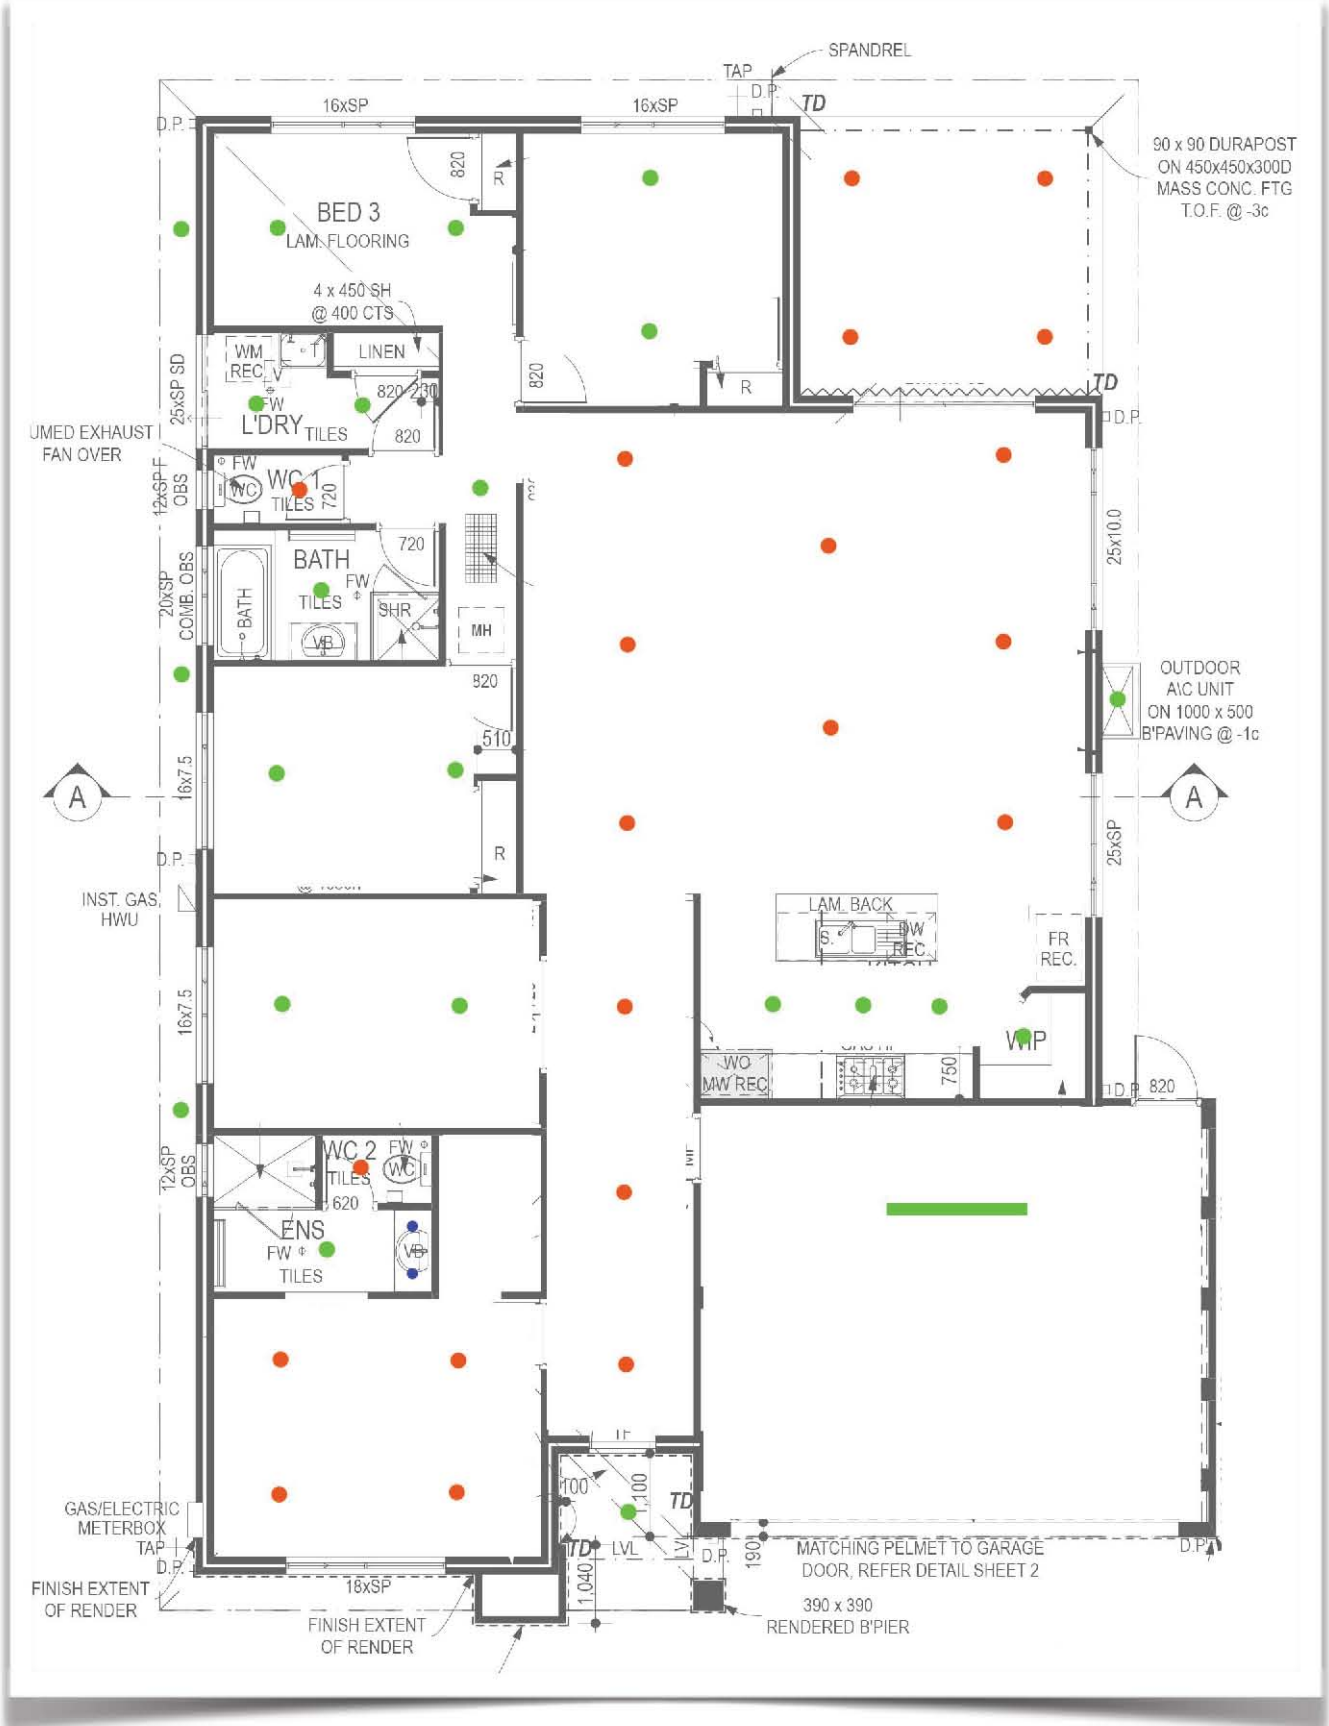 SPANDREL
TAP
D.P.
TD
16xSP
16xSP
D.P.
90 x 90 DURAPOST
ON 450x450x300D
MASS CONC. FTG
T.O.F. @ -3c
820
R
BED 3
LAM. FLOORING
4 x 450 SH
@ 400 CTS
WM
REC
T
LINEN
820
230
820
R
TD
D.P.
25xSP SD
FW
L'DRY
TILES
820
UMED EXHAUST
FAN OVER
12xSP F
OBS
FW
WC
WC 1
TILES
720
25x10.0
20xSP
COMB. OBS
BATH
720
FW
TILES
BATH
SHR
VB
MH
820
510
OUTDOOR
A\C UNIT
ON 1000 x 500
B'PAVING @ -1c
16x7.5
A
A
25xSP
D.P.
R
INST. GAS
HWU
LAM. BACK
S.
DW
REC.
FR
REC.
16x7.5
WIP
WO
MW REC
750
D.P.
820
12xSP
OBS
WC 2
TILES
620
FW
WC
ENS
FW
TILES
VB
GAS/ELECTRIC
METERBOX
TAP
D.P.
100
1,100
TD
TD
LVL
LVL
D.P.
190
MATCHING PELMET TO GARAGE
DOOR, REFER DETAIL SHEET 2
D.P.
FINISH EXTENT
OF RENDER
18xSP
1,040
390 x 390
RENDERED B'PIER
FINISH EXTENT
OF RENDER